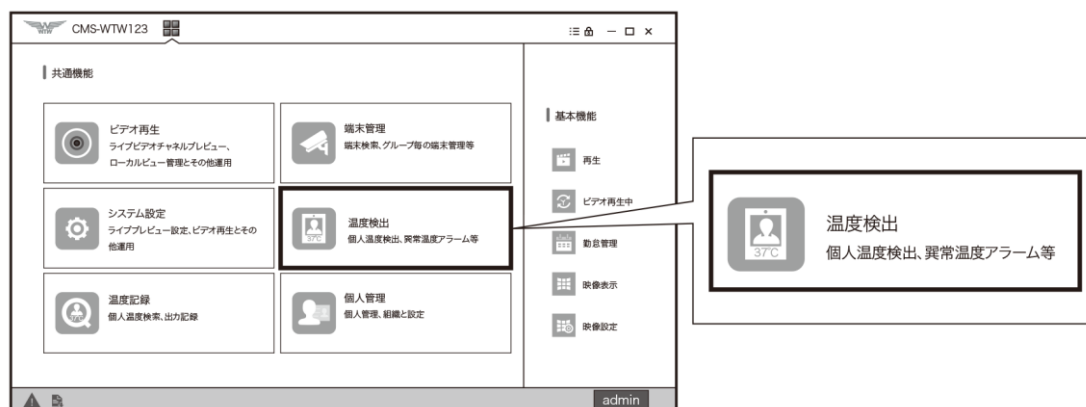 WTW CMS-WTW123
共通機能
ビデオ再生
ライブビデオチャネルプレビュー、
ローカルビュー管理とその他運用
端末管理
端末検索、グループ毎の端末管理等
システム設定
ライブプレビュー設定、ビデオ再生とその
他運用
37℃
温度検出
個人温度検出、異常温度アラーム等
温度記録
個人温度検索、出力記録
個人管理
個人管理、組織と設定
基本機能
再生
ビデオ再生中
勤怠管理
映像表示
映像設定
admin
37℃
温度検出
個人温度検出、異常温度アラーム等